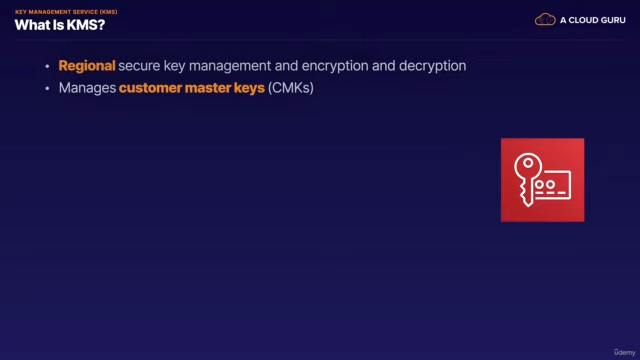 KEY MANAGEMENT SERVICE (KMS)
What Is KMS?
A CLOUD GURU
• Regional secure key management and encryption and decryption
• Manages customer master keys (CMKs)
ûdemy